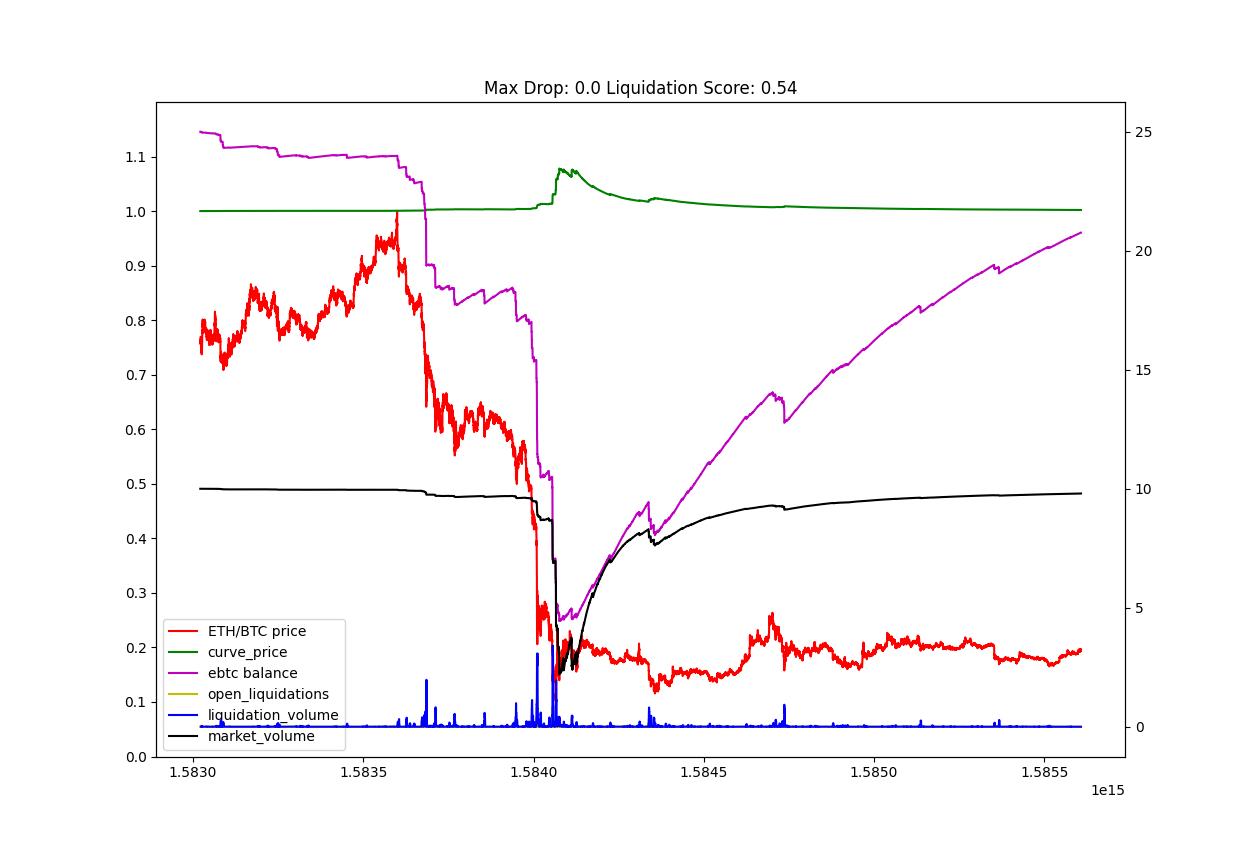 Max Drop: 0.0 Liquidation Score: 0.54
1.1
1.0
0.9
0.8
0.7
0.6
0.5
0.4
0.3
0.2
0.1
0.0
25
20
15
10
5
0
ETH/BTC price
curve_price
ebtc balance
open_liquidations
liquidation_volume
market_volume
1.5830 1.5835 1.5840 1.5845 1.5850 1.5855
1e15